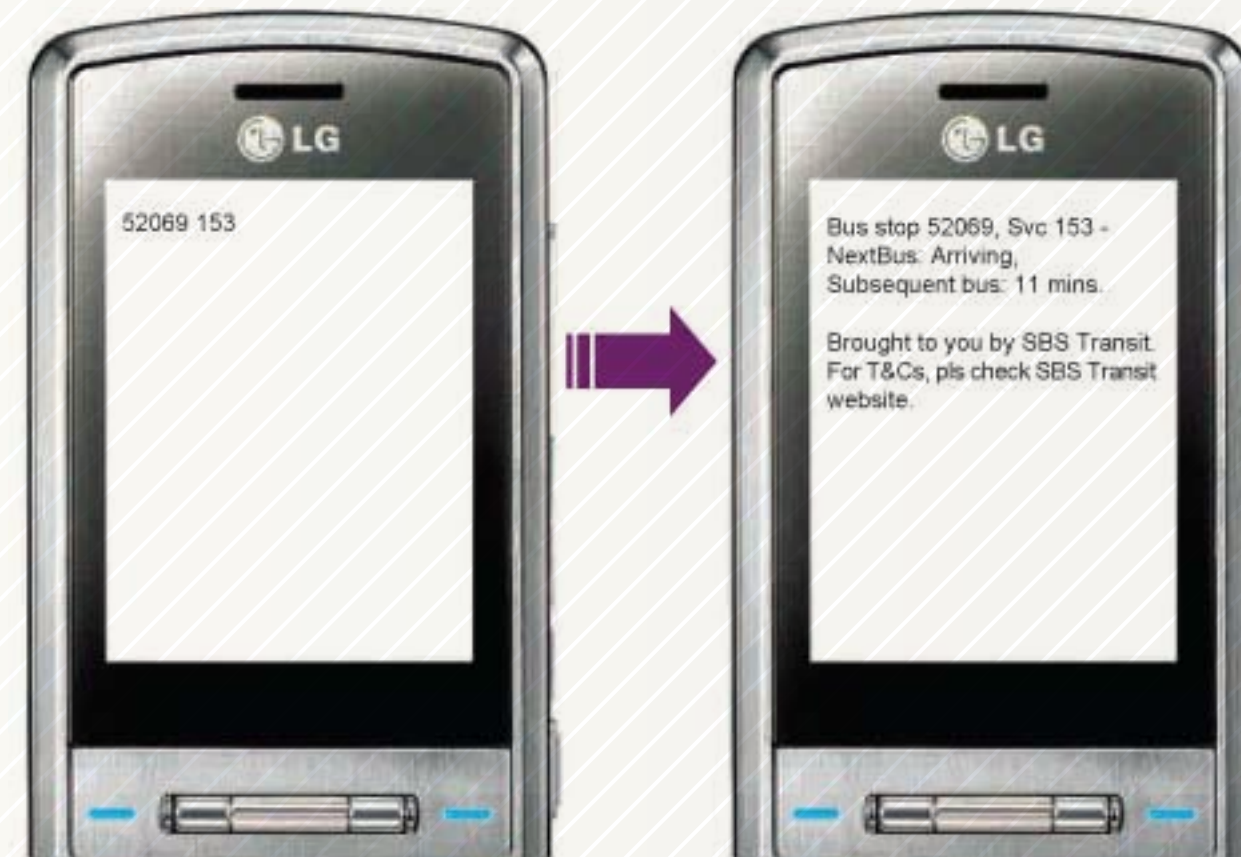 LG
52069 153
LG
Bus stop 52069, Svc 153 -
NextBus: Arriving,
Subsequent bus: 11 mins.
Brought to you by SBS Transit.
For T&Cs, pls check SBS Transit
website.